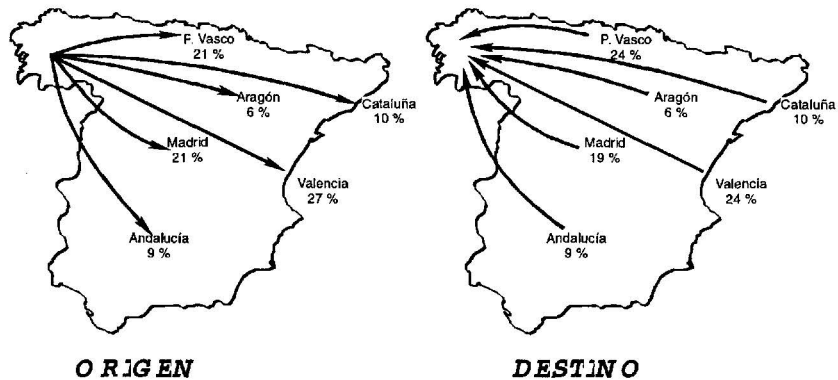 P. Vasco
21 %
Aragón
6 %
Cataluña
10 %
Madrid
21 %
Valencia
27 %
Andalucía
9 %
ORIGEN
P. Vasco
24 %
Aragón
6 %
Cataluña
10 %
Madrid
19 %
Valencia
24 %
Andalucía
9 %
DESTINO